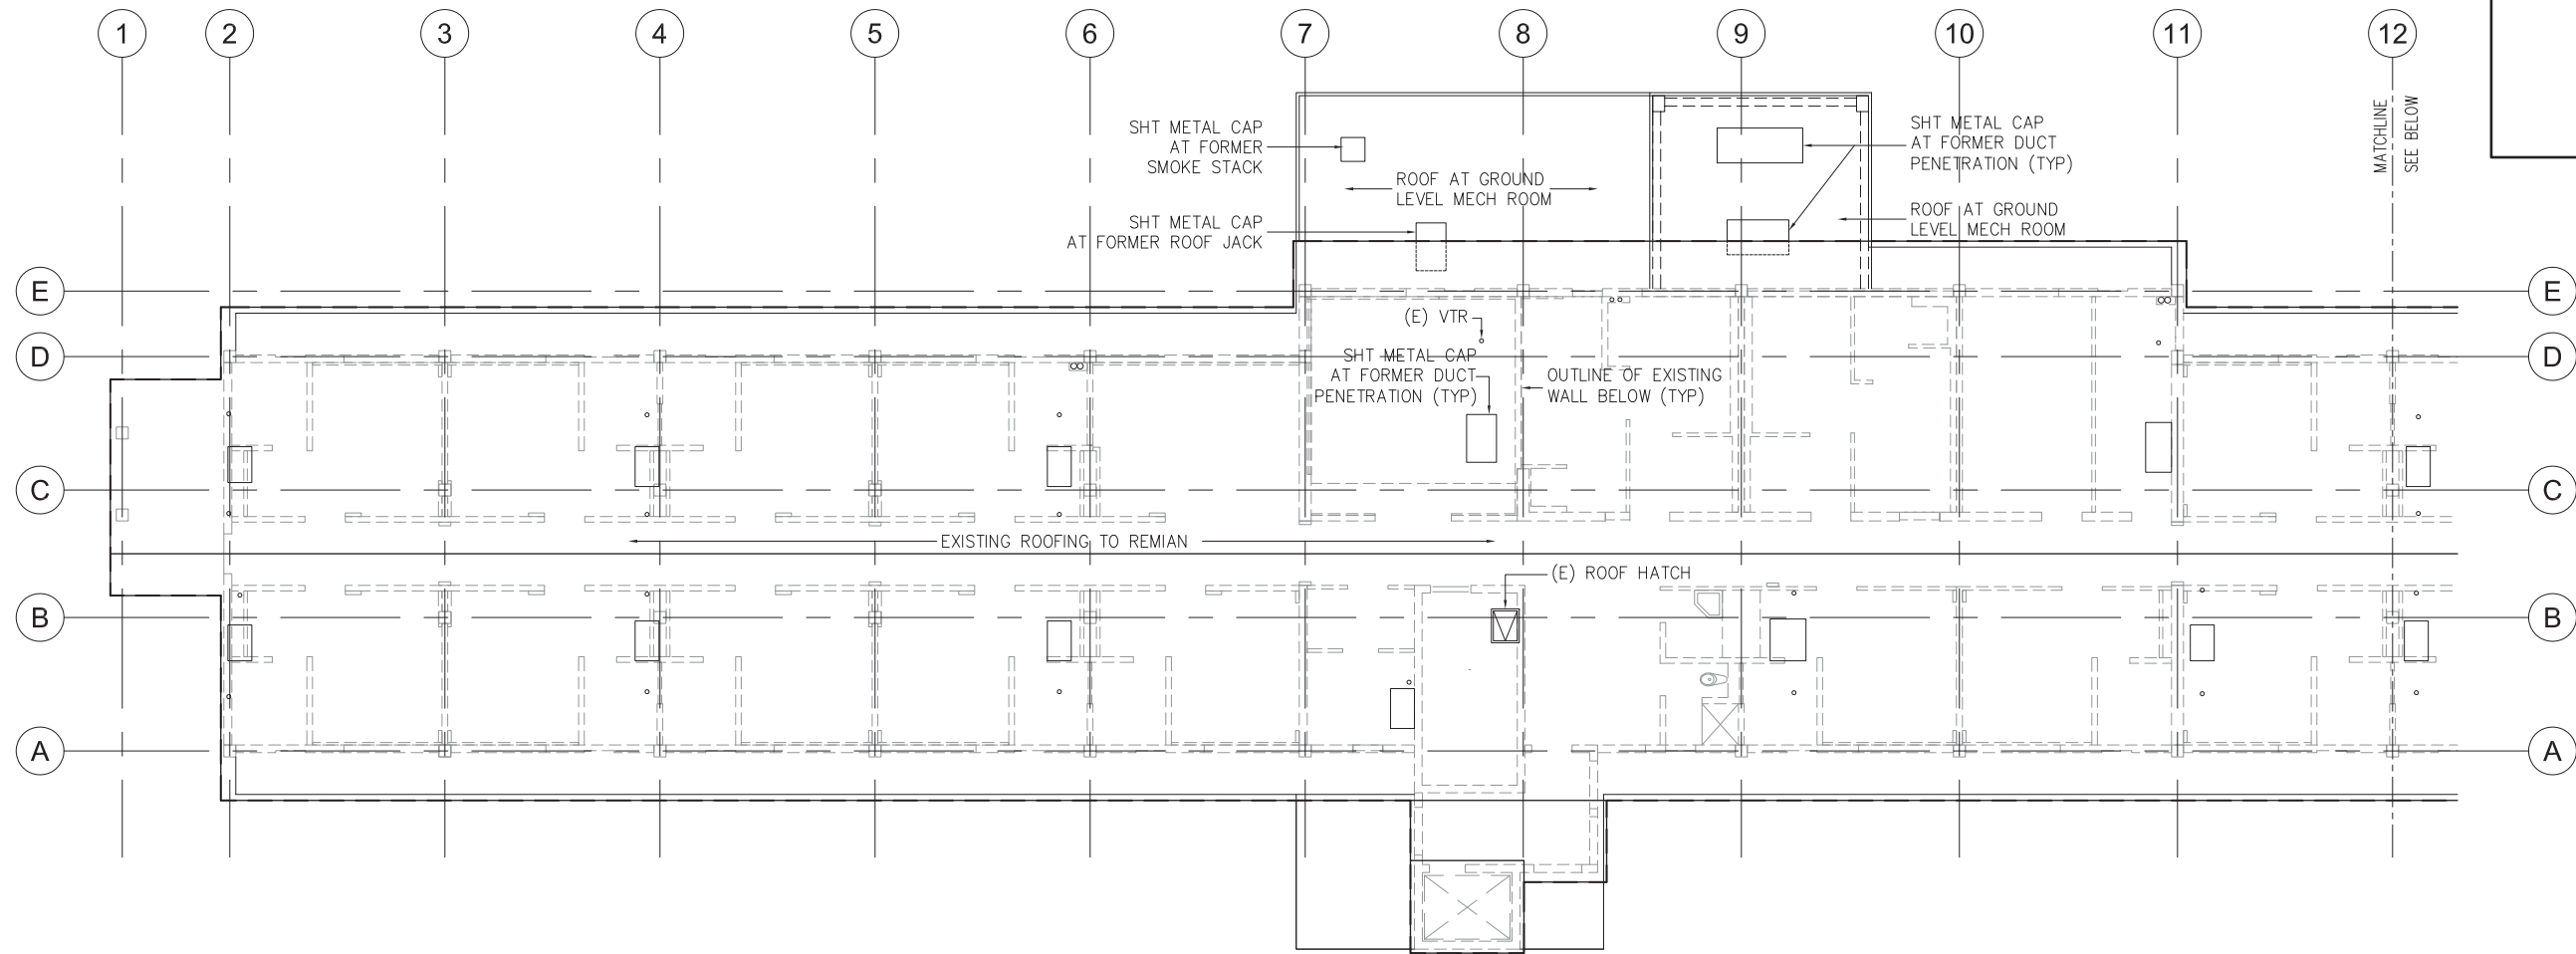 1 2 3 4 5 6 7 8 9 10 11 12
SHT METAL CAP
AT FORMER
SMOKE STACK
ROOF AT GROUND
LEVEL MECH ROOM
SHT METAL CAP
AT FORMER DUCT
PENETRATION (TYP)
MATCHLINE
SEE BELOW
SHT METAL CAP
AT FORMER ROOF JACK
ROOF AT GROUND
LEVEL MECH ROOM
E E
(E) VTR
D D
SHT METAL CAP
AT FORMER DUCT
PENETRATION (TYP)
OUTLINE OF EXISTING
WALL BELOW (TYP)
C C
EXISTING ROOFING TO REMIAN
(E) ROOF HATCH
B B
A A